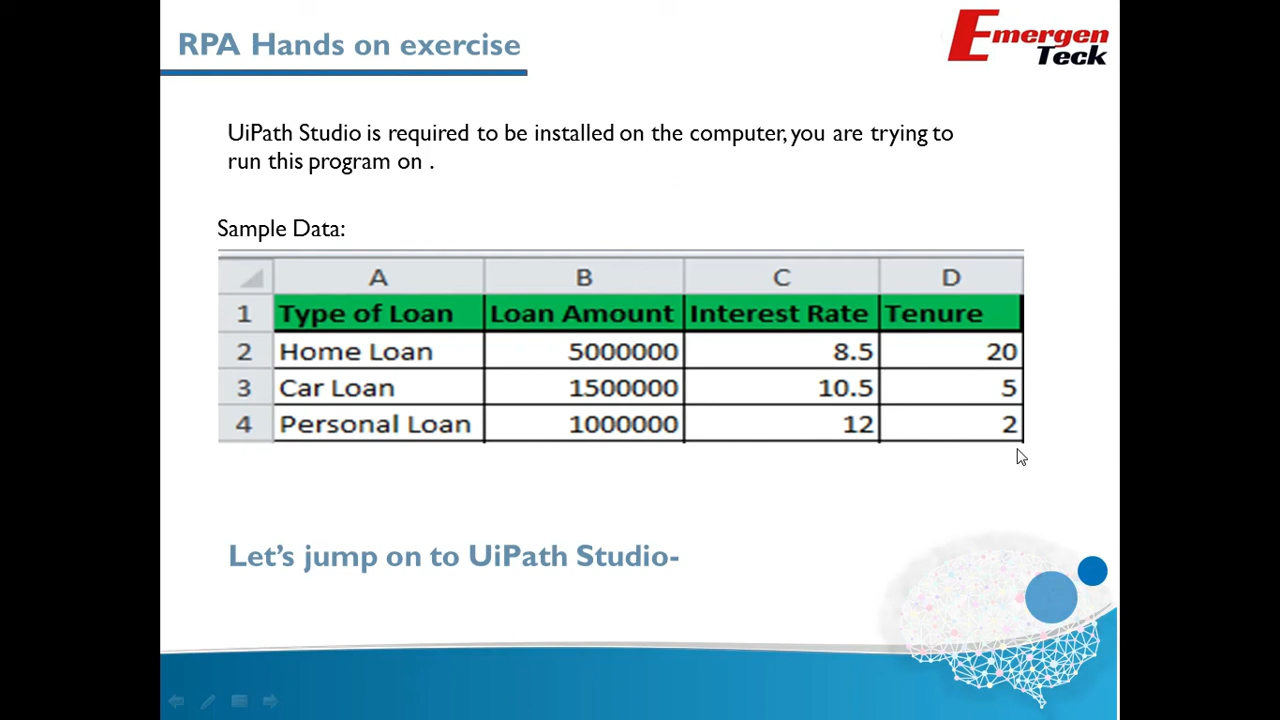 RPA Hands on exercise
Emergen
Teck
UiPath Studio is required to be installed on the computer, you are trying to
run this program on .
Sample Data:
A B C D
1 Type of Loan Loan Amount Interest Rate Tenure
2 Home Loan 5000000 8.5 20
3 Car Loan 1500000 10.5 5
4 Personal Loan 1000000 12 2
Let's jump on to UiPath Studio-